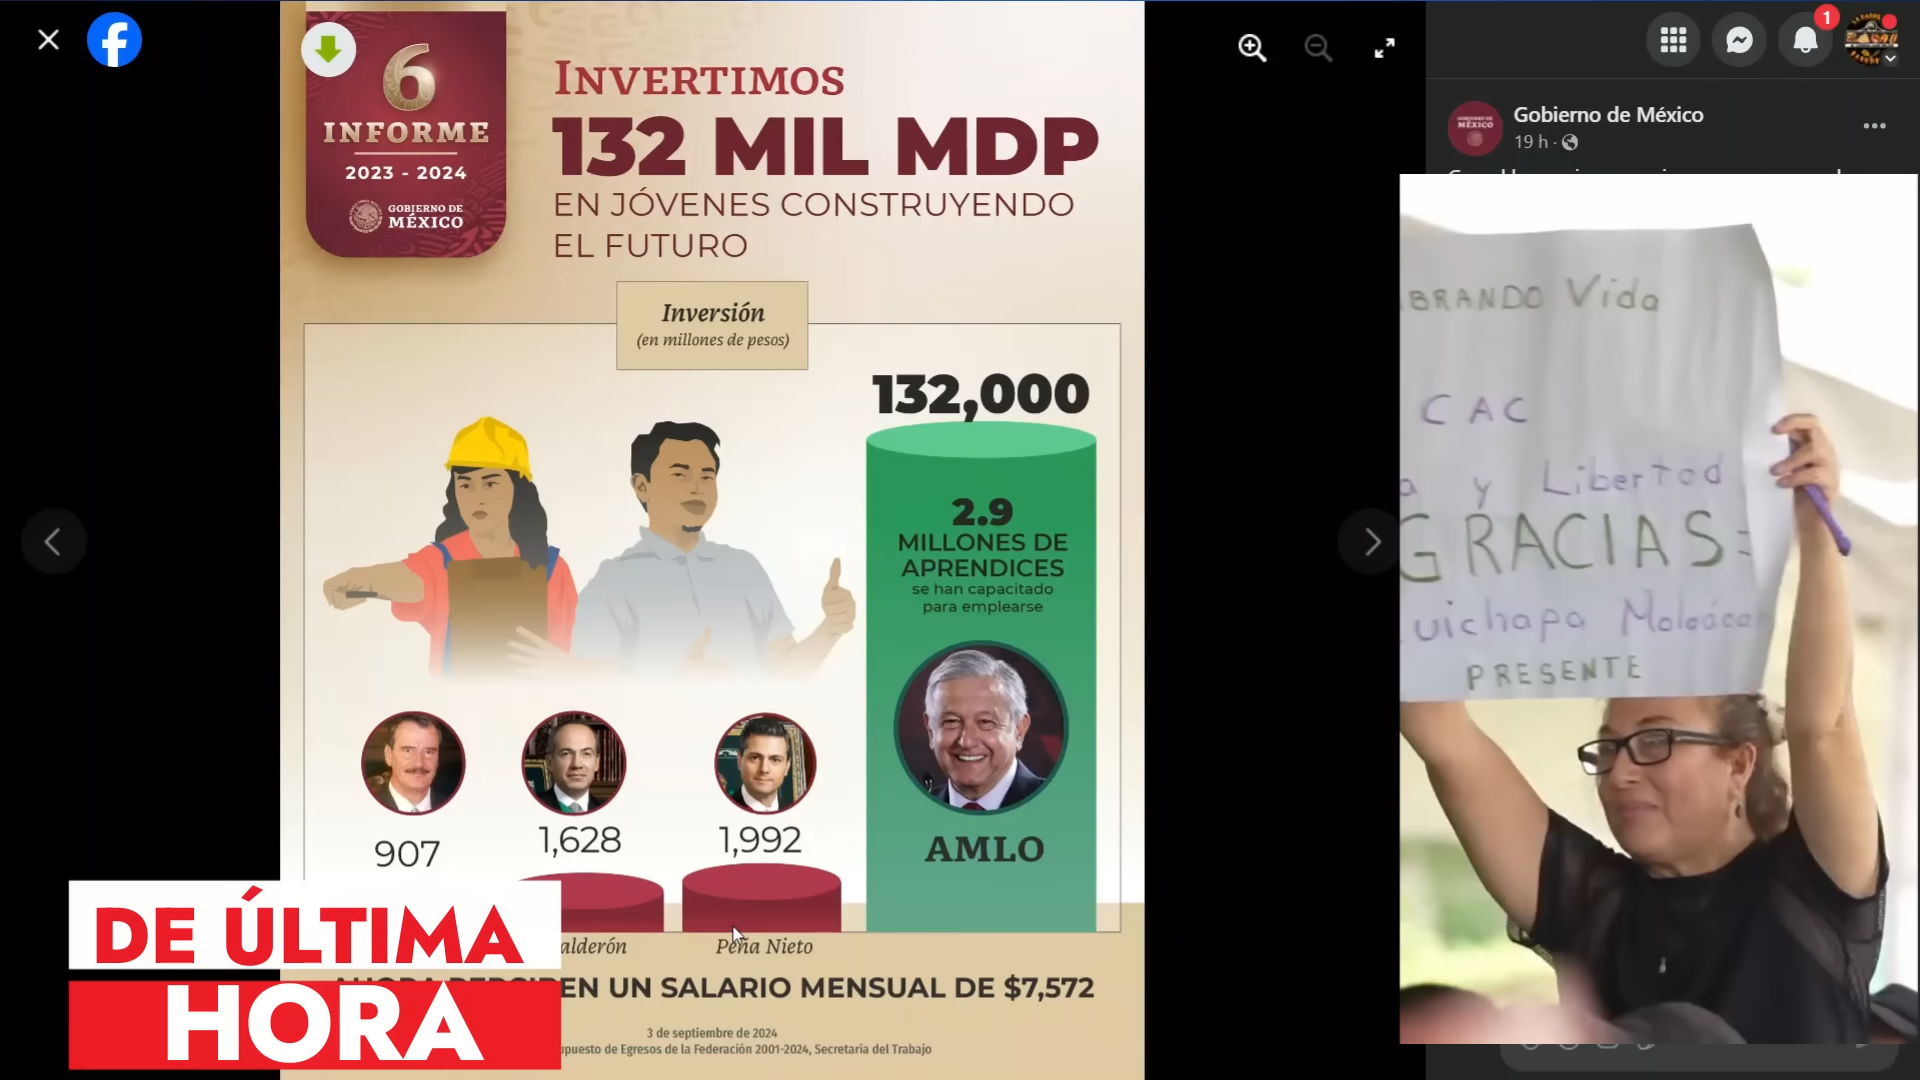 6
INFORME
2023 - 2024
GOBIERNO DE
MÉXICO
INVERTIMOS
132 MIL MDP
EN JÓVENES CONSTRUYENDO
EL FUTURO
Inversión
(en millones de pesos)
132,000
2.9
MILLONES DE
APRENDICES
se han capacitado
para emplearse
AMLO
907
1,628
1,992
alderón
Peña Nieto
EN UN SALARIO MENSUAL DE $7,572
3 de septiembre de 2024
upuesto de Egresos de la Federación 2001-2024, Secretaría del Trabajo
DE ÚLTIMA
HORA
1
Gobierno de México
19 h
BRANDO Vida
CAC
a y Libertad
GRACIAS
uichapa Moloacan
PRESENTE